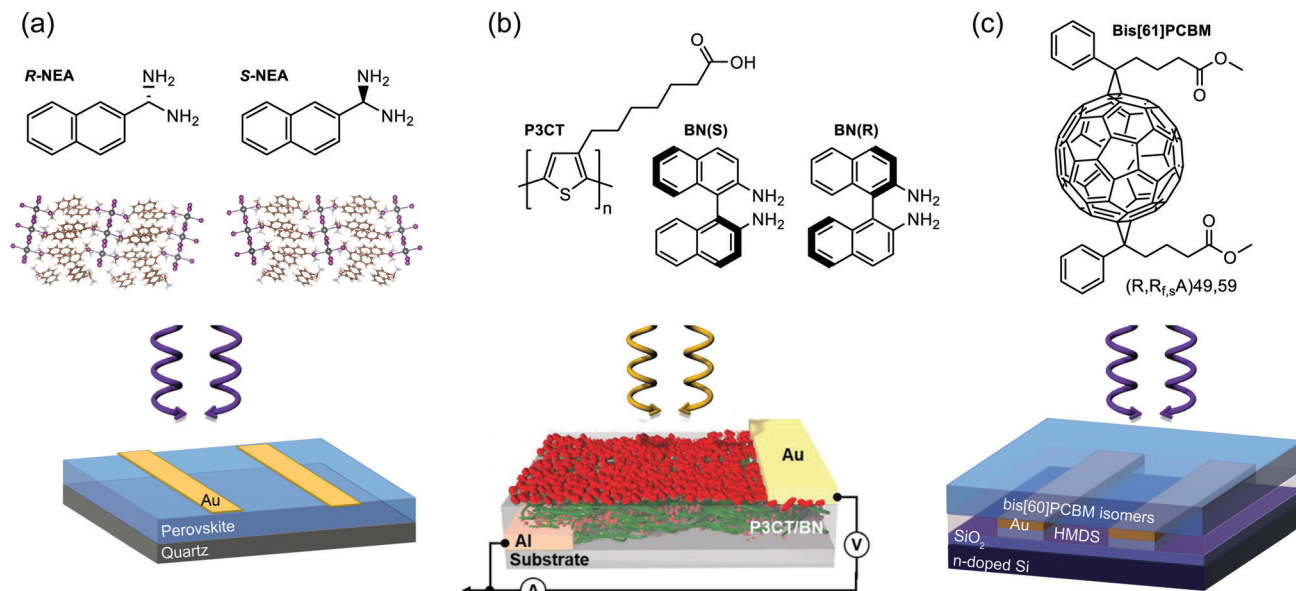 (a)
R-NEA
NH₂
NH₂
S-NEA
NH₂
NH₂
Au
Perovskite
Quartz
(b)
O
OH
P3CT
S
n
BN(S)
NH₂
NH₂
BN(R)
NH₂
NH₂
Au
P3CT/BN
Al
Substrate
V
A
(c)
Bis[61]PCBM
O
O
O
O
(R,R_f,sA)49,59
bis[60]PCBM isomers
Au
SiO₂
HMDS
n-doped Si